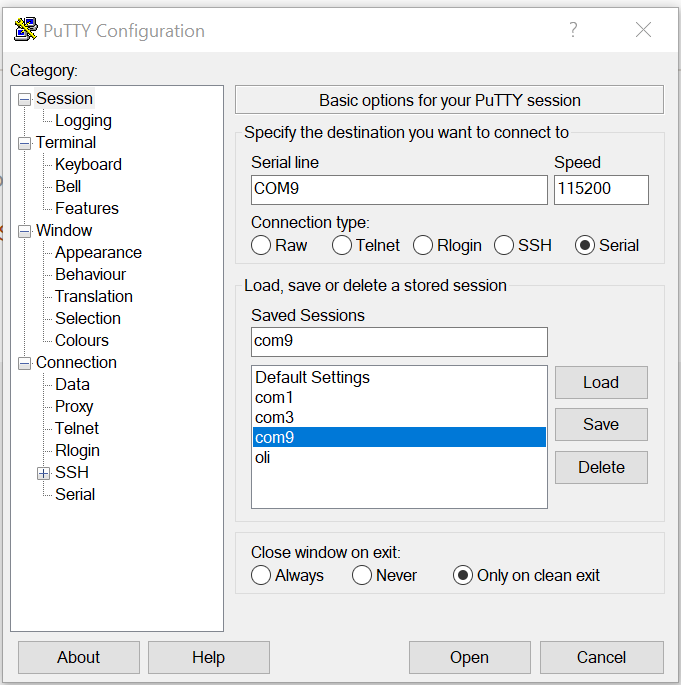 PuTTY Configuration
?
Category:
Session
Logging
Terminal
Keyboard
Bell
Features
Window
Appearance
Behaviour
Translation
Selection
Colours
Connection
Data
Proxy
Telnet
Rlogin
SSH
Serial
Basic options for your PuTTY session
Specify the destination you want to connect to
Serial line Speed
COM9 115200
Connection type:
Raw Telnet Rlogin SSH Serial
Load, save or delete a stored session
Saved Sessions
com9
Default Settings
com1
com3
com9
oli
Load
Save
Delete
Close window on exit:
Always Never Only on clean exit
About Help Open Cancel